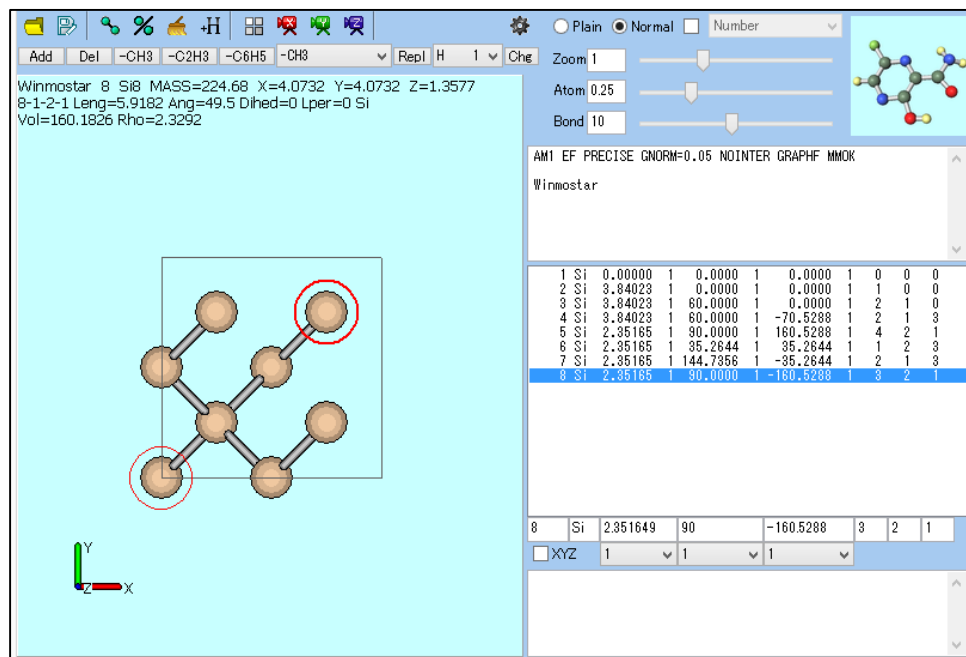 +H
Plain Normal Number
Add Del -CH3 -C2H3 -C6H5 -CH3 Repl H 1 Chg
Zoom 1
Atom 0.25
Bond 10
Winmostar 8 Si8 MASS=224.68 X=4.0732 Y=4.0732 Z=1.3577
8-1-2-1 Leng=5.9182 Ang=49.5 Dihed=0 Lper=0 Si
Vol=160.1826 Rho=2.3292
AM1 EF PRECISE GNORM=0.05 NOINTER GRAPHF MMOK
Winmostar
1 Si 0.00000 1 0.0000 1 0.0000 1 0 0 0
2 Si 3.84023 1 0.0000 1 0.0000 1 1 0 0
3 Si 3.84023 1 60.0000 1 0.0000 1 2 1 0
4 Si 3.84023 1 60.0000 1 -70.5288 1 2 1 3
5 Si 2.35165 1 90.0000 1 160.5288 1 4 2 1
6 Si 2.35165 1 35.2644 1 35.2644 1 1 2 3
7 Si 2.35165 1 144.7356 1 -35.2644 1 2 1 3
8 Si 2.35165 1 90.0000 1 -160.5288 1 3 2 1
8 Si 2.351649 90 -160.5288 3 2 1
XYZ 1 1 1
Y
Z X